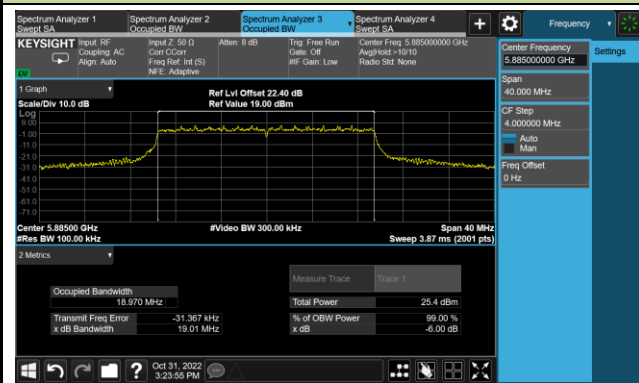 Spectrum Analyzer 1
Swept SA
Spectrum Analyzer 2
Occupied BW
Spectrum Analyzer 3
Occupied BW
Spectrum Analyzer 4
Swept SA
+
Frequency
KEYSIGHT
Input: RF
Coupling: AC
Align: Auto
Input Z: 50 Ω
Corr CCorr
Freq Ref: Int (S)
NFE: Adaptive
Atten: 8 dB
Trig: Free Run
Gate: Off
#IF Gain: Low
Center Freq: 5.885000000 GHz
Avg|Hold:>10/10
Radio Std: None
Center Frequency
5.885000000 GHz
Settings
Span
40.000 MHz
CF Step
4.000000 MHz
Auto
Man
Freq Offset
0 Hz
1 Graph
Scale/Div 10.0 dB
Ref Lvl Offset 22.40 dB
Ref Value 19.00 dBm
Log
9.00
-1.00
-11.0
-21.0
-31.0
-41.0
-51.0
-61.0
-71.0
Center 5.88500 GHz
#Res BW 100.00 kHz
#Video BW 300.00 kHz
Span 40 MHz
Sweep 3.87 ms (2001 pts)
2 Metrics
Measure Trace
Trace 1
Occupied Bandwidth
18.970 MHz
Total Power
25.4 dBm
Transmit Freq Error
-31.367 kHz
% of OBW Power
99.00 %
x dB Bandwidth
19.01 MHz
x dB
-6.00 dB
?
Oct 31, 2022
3:23:55 PM